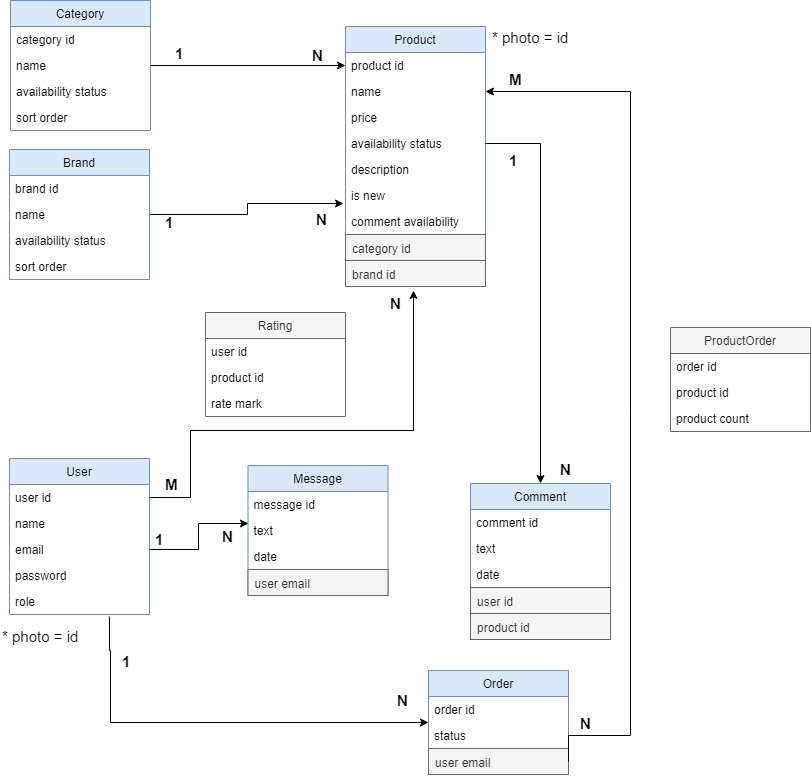 Category
category id
name
availability status
sort order
1
N
Product
* photo = id
product id
name
price
availability status
description
is new
comment availability
category id
brand id
M
1
Brand
brand id
name
availability status
sort order
1
N
N
Rating
user id
product id
rate mark
ProductOrder
order id
product id
product count
User
user id
name
email
password
role
* photo = id
M
1
N
Message
message id
text
date
user email
N
Comment
comment id
text
date
user id
product id
1
N
Order
order id
status
user email
N